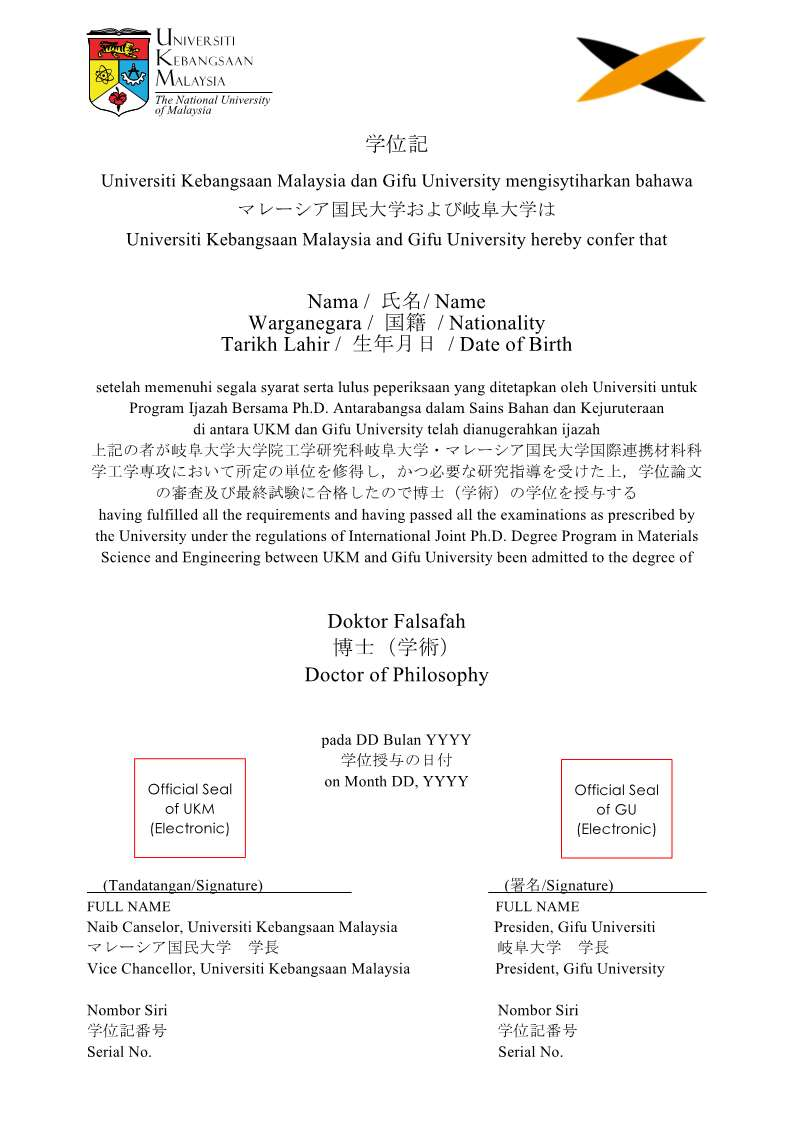 UNIVERSITI
KEBANGSAAN
MALAYSIA
The National University
of Malaysia
学位記
Universiti Kebangsaan Malaysia dan Gifu University mengisytiharkan bahawa
マレーシア国民大学および岐阜大学は
Universiti Kebangsaan Malaysia and Gifu University hereby confer that
Nama / 氏名/ Name
Warganegara / 国籍 / Nationality
Tarikh Lahir / 生年月日 / Date of Birth
setelah memenuhi segala syarat serta lulus peperiksaan yang ditetapkan oleh Universiti untuk
Program Ijazah Bersama Ph.D. Antarabangsa dalam Sains Bahan dan Kejuruteraan
di antara UKM dan Gifu University telah dianugerahkan ijazah
上記の者が岐阜大学大学院工学研究科岐阜大学・マレーシア国民大学国際連携材料科
学工学専攻において所定の単位を修得し，かつ必要な研究指導を受けた上，学位論文
の審査及び最終試験に合格したので博士（学術）の学位を授与する
having fulfilled all the requirements and having passed all the examinations as prescribed by
the University under the regulations of International Joint Ph.D. Degree Program in Materials
Science and Engineering between UKM and Gifu University been admitted to the degree of
Doktor Falsafah
博士（学術）
Doctor of Philosophy
pada DD Bulan YYYY
学位授与の日付
on Month DD, YYYY
Official Seal
of UKM
(Electronic)
Official Seal
of GU
(Electronic)
(Tandatangan/Signature)
FULL NAME
Naib Canselor, Universiti Kebangsaan Malaysia
マレーシア国民大学　学長
Vice Chancellor, Universiti Kebangsaan Malaysia
(署名/Signature)
FULL NAME
Presiden, Gifu Universiti
岐阜大学　学長
President, Gifu University
Nombor Siri
学位記番号
Serial No.
Nombor Siri
学位記番号
Serial No.